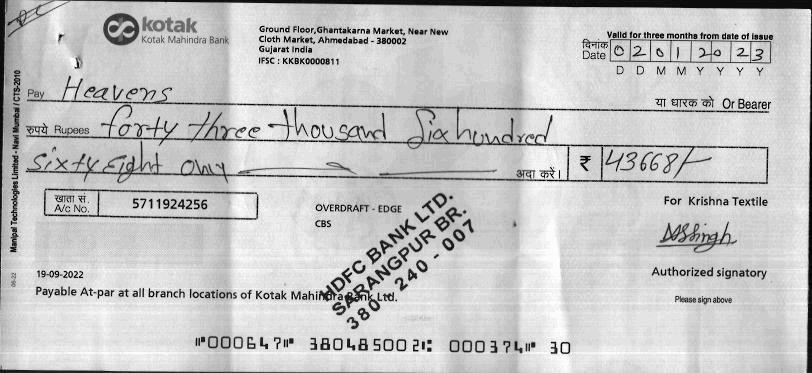 kotak
Kotak Mahindra Bank
Ground Floor,Ghantakarna Market, Near New
Cloth Market, Ahmedabad - 380002
Gujarat India
IFSC : KKBK0000811
Valid for three months from date of issue
दिनांक
Date 0 2 0 1 2 0 2 3
D D M M Y Y Y Y
Pay Heavens
या धारक को Or Bearer
रुपये Rupees forty three thousand Six hundred
Sixty Eight only
अदा करें। ₹ 43668/-
खाता सं.
A/c No. 5711924256
OVERDRAFT - EDGE
CBS
For Krishna Textile
HDFC BANK LTD.
SARANGPUR BR.
380 - 240 - 007
Authorized signatory
Please sign above
19-09-2022
Payable At-par at all branch locations of Kotak Mahindra Bank Ltd.
Manipal Technologies Limited - Navi Mumbai / CTS-2010
⑈000647⑈ 380485002⑆ 000374⑈ 30